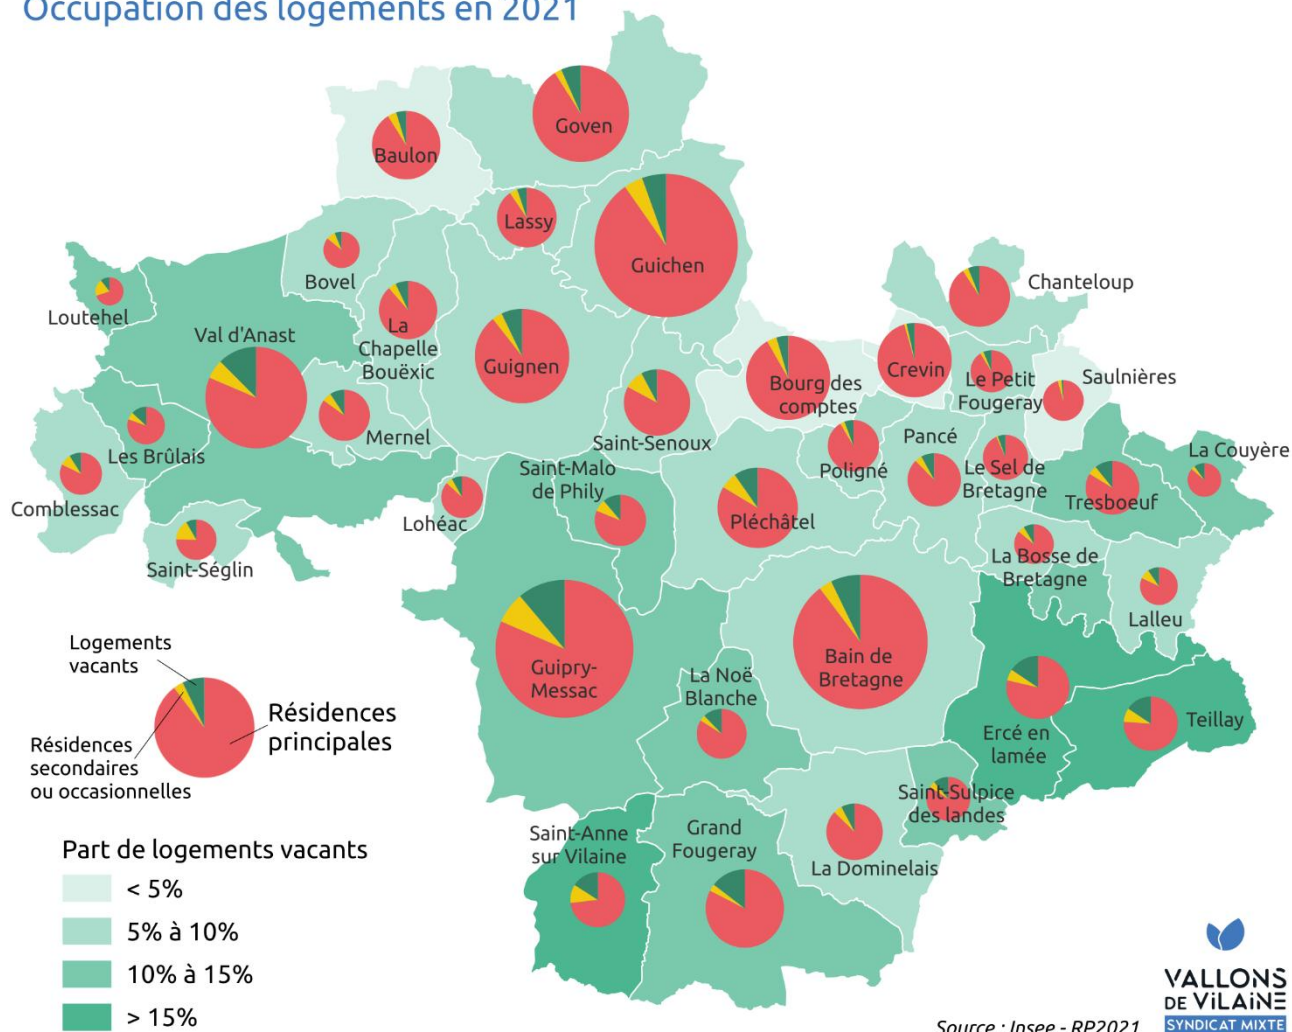 Occupation des logements en 2021
Goven
Baulon
Lassy
Guichen
Bovel
Chanteloup
Loutehel
Val d'Anast
La
Chapelle
Bouëxic
Guignen
Bourg des
comptes
Crevin
Le Petit
Fougeray
Saulnières
Mernel
Saint-Senoux
Les Brûlais
Poligné
Pancé
Le Sel de
Bretagne
La Couyère
Comblessac
Lohéac
Saint-Malo
de Phily
Pléchâtel
Tresboeuf
Saint-Séglin
La Bosse de
Bretagne
Lalleu
Guipry-
Messac
Bain de
Bretagne
La Noë
Blanche
Ercé en
lamée
Teillay
Saint-Sulpice
des landes
Saint-Anne
sur Vilaine
Grand
Fougeray
La Dominelais
Logements
vacants
Résidences
principales
Résidences
secondaires
ou occasionnelles
Part de logements vacants
< 5%
5% à 10%
10% à 15%
> 15%
VALLONS
DE ViLAiNE
SYNDICAT MIXTE
Source : Insee - RP2021